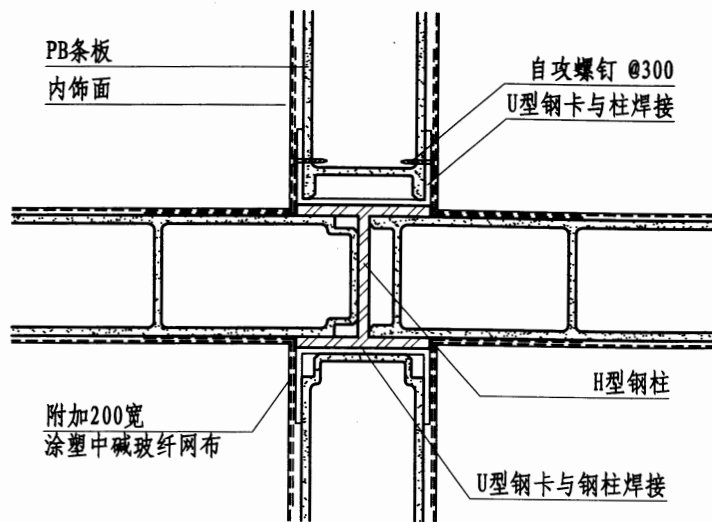 PB条板
内饰面
自攻螺钉 @300
U型钢卡与柱焊接
H型钢柱
附加200宽
涂塑中碱玻纤网布
U型钢卡与钢柱焊接